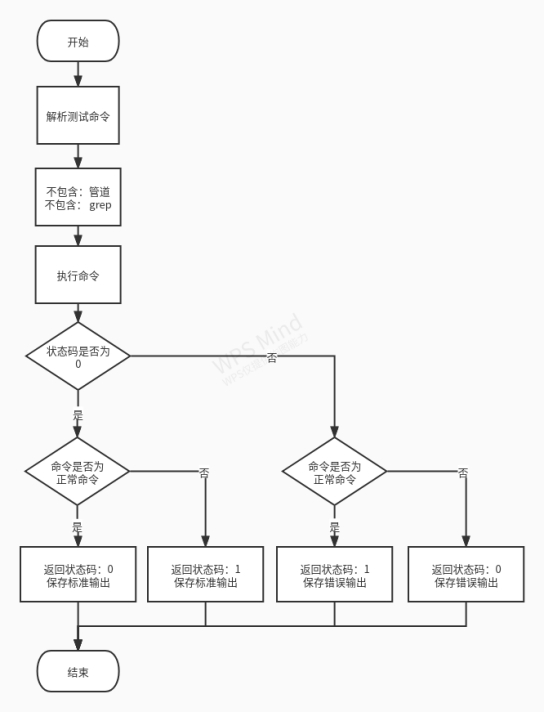 开始
解析测试命令
不包含：管道
不包含： grep
执行命令
状态码是否为
0
否
是
命令是否为
正常命令
否
是
命令是否为
正常命令
否
是
返回状态码：0
保存标准输出
返回状态码：1
保存标准输出
返回状态码：1
保存错误输出
返回状态码：0
保存错误输出
结束
WPS Mind